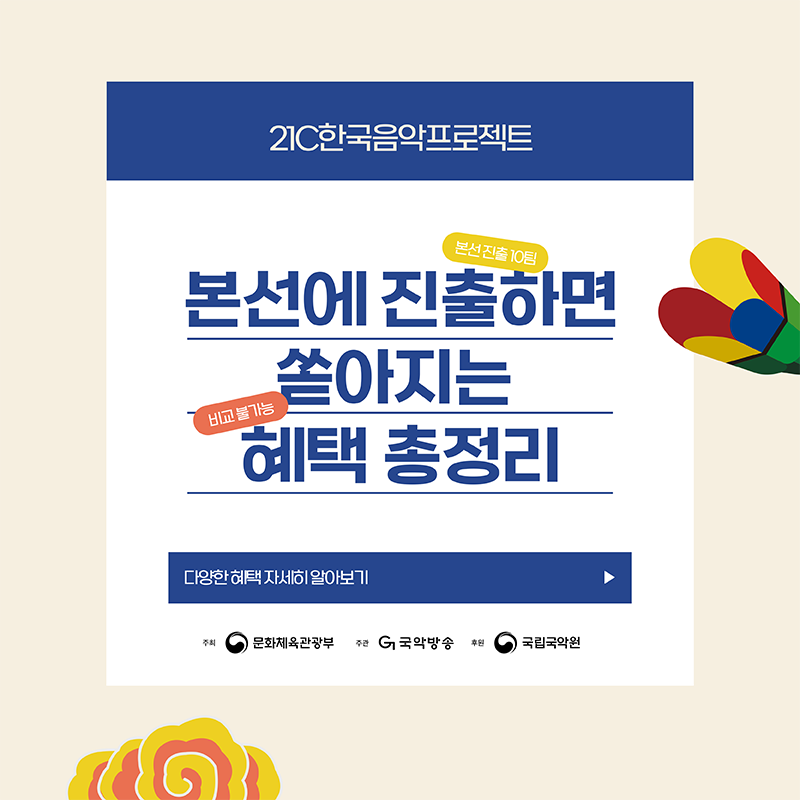 21C한국음악프로젝트
본선 진출 10팀
본선에 진출하면
쏟아지는
비교 불가능
혜택 총정리
다양한 혜택 자세히 알아보기
주최 문화체육관광부 주관 국악방송 후원 국립국악원